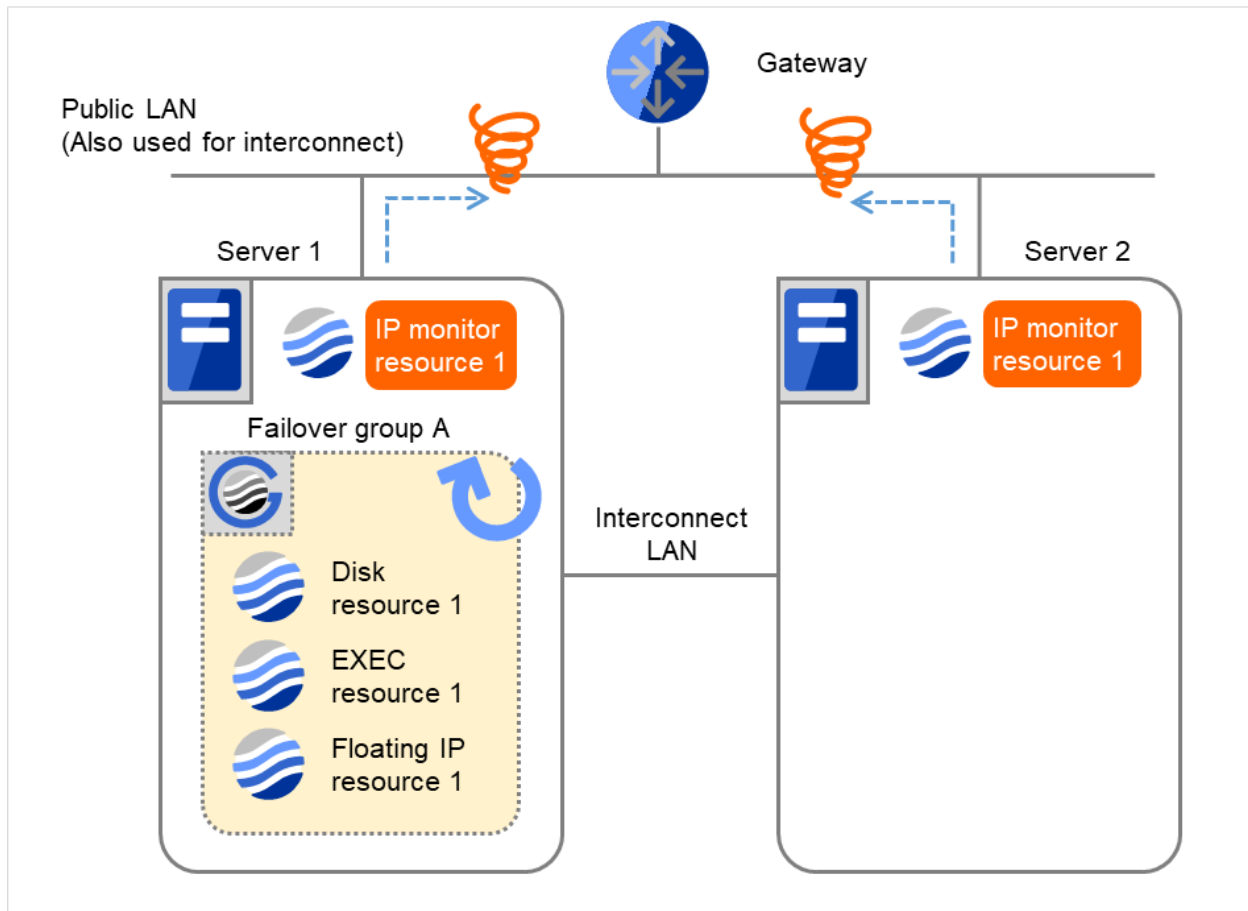 Gateway
Public LAN
(Also used for interconnect)
Server 1
Server 2
IP monitor
resource 1
IP monitor
resource 1
Failover group A
Interconnect
LAN
Disk
resource 1
EXEC
resource 1
Floating IP
resource 1